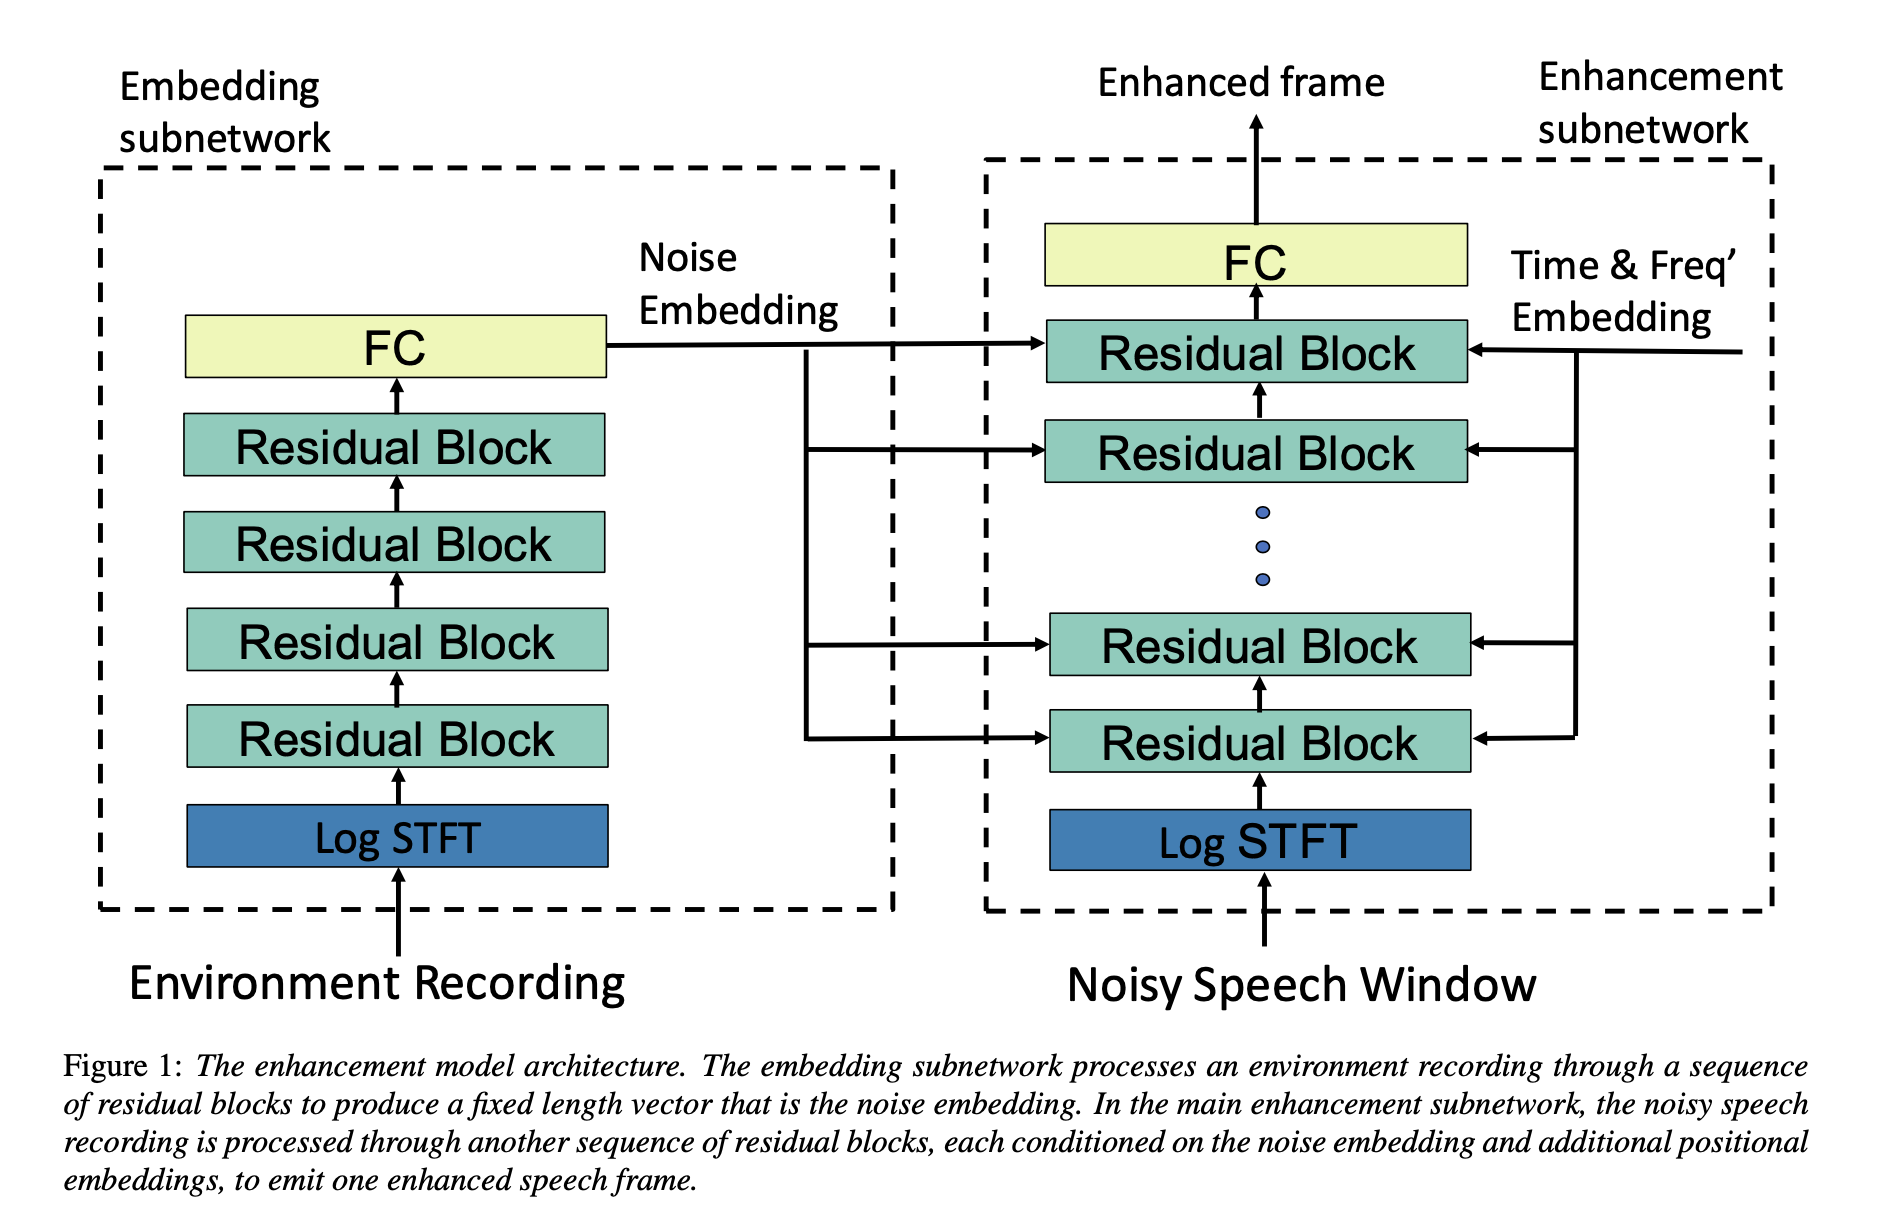 Embedding
subnetwork
FC
Residual Block
Residual Block
Residual Block
Residual Block
Log STFT
Environment Recording
Noise
Embedding
Enhanced frame
Enhancement
subnetwork
FC
Time & Freq’
Embedding
Residual Block
Residual Block
Residual Block
Residual Block
Log STFT
Noisy Speech Window
Figure 1: The enhancement model architecture. The embedding subnetwork processes an environment recording through a sequence
of residual blocks to produce a fixed length vector that is the noise embedding. In the main enhancement subnetwork, the noisy speech
recording is processed through another sequence of residual blocks, each conditioned on the noise embedding and additional positional
embeddings, to emit one enhanced speech frame.